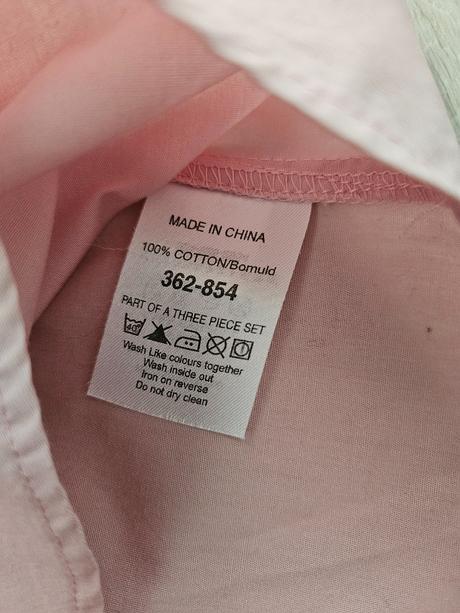 MADE IN CHINA
100% COTTON/Bomuld
362-854
PART OF A THREE PIECE SET
40°
Wash Like colours together
Wash inside out
Iron on reverse
Do not dry clean